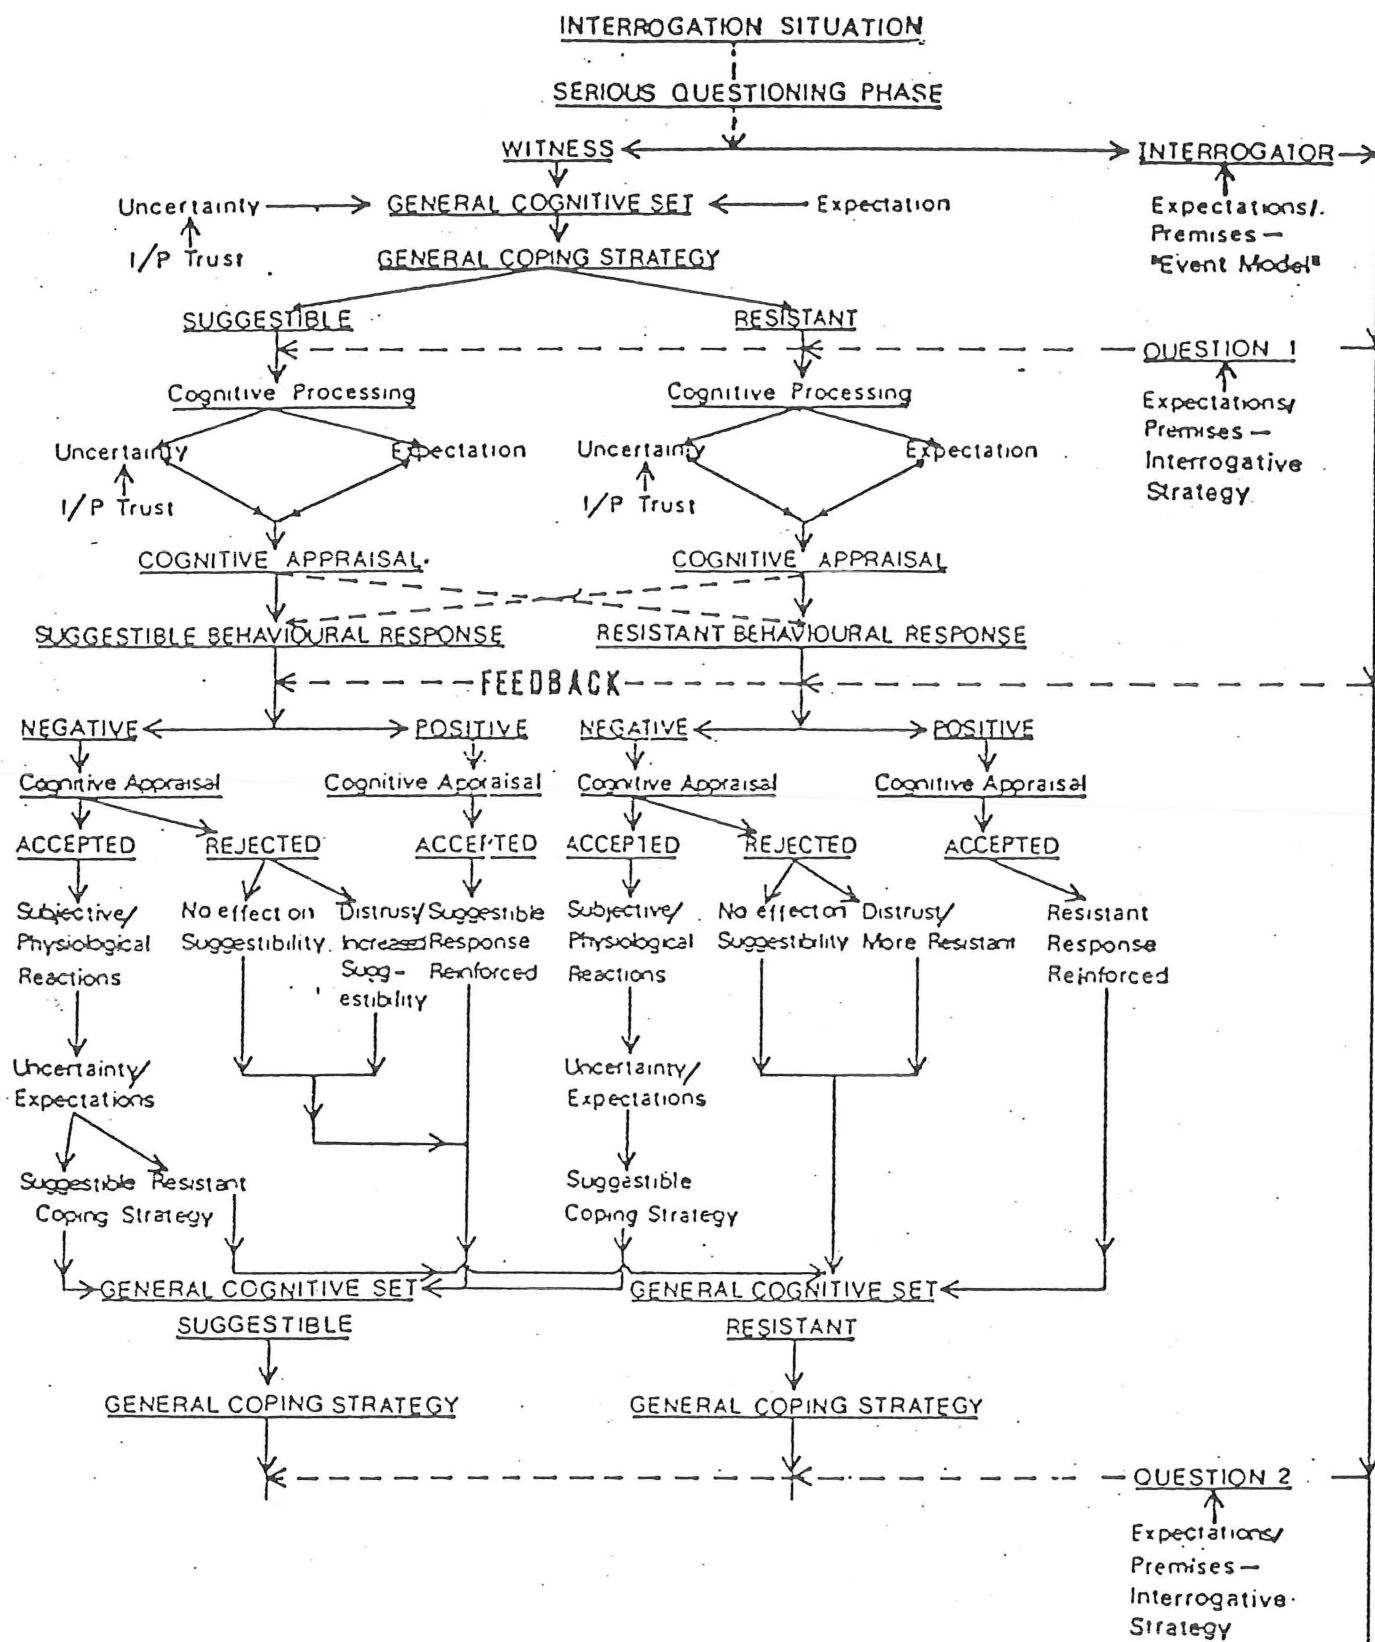 INTERROGATION SITUATION
SERIOUS QUESTIONING PHASE
WITNESS
INTERROGATOR
Uncertainty
GENERAL COGNITIVE SET
Expectation
I/P Trust
Expectations/.
Premises —
"Event Model"
GENERAL COPING STRATEGY
SUGGESTIBLE
RESISTANT
QUESTION 1
Cognitive Processing
Cognitive Processing
Expectations/
Premises —
Interrogative
Strategy
Uncertainty
Expectation
Uncertainty
Expectation
I/P Trust
I/P Trust
COGNITIVE APPRAISAL
COGNITIVE APPRAISAL
SUGGESTIBLE BEHAVIOURAL RESPONSE
RESISTANT BEHAVIOURAL RESPONSE
FEEDBACK
NEGATIVE
POSITIVE
NEGATIVE
POSITIVE
Cognitive Appraisal
Cognitive Appraisal
Cognitive Appraisal
Cognitive Appraisal
ACCEPTED
REJECTED
ACCEPTED
ACCEPTED
REJECTED
ACCEPTED
Subjective/
Physiological
Reactions
No effect on
Suggestibility.
Distrust/
Increased
Sugg-
estibility
Suggestible
Response
Reinforced
Subjective/
Physiological
Reactions
No effect on
Suggestibility
Distrust/
More Resistant
Resistant
Response
Reinforced
Uncertainty/
Expectations
Uncertainty/
Expectations
Suggestible Resistant
Coping Strategy
Suggestible
Coping Strategy
GENERAL COGNITIVE SET
GENERAL COGNITIVE SET
SUGGESTIBLE
RESISTANT
GENERAL COPING STRATEGY
GENERAL COPING STRATEGY
QUESTION 2
Expectations/
Premises —
Interrogative
Strategy